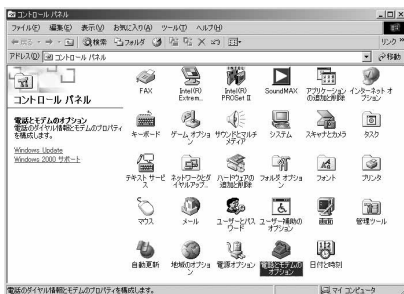 コントロール パネル
ファイル(F) 編集(E) 表示(V) お気に入り(A) ツール(T) ヘルプ(H)
戻る 検索 フォルダ
リンク
アドレス(D) コントロール パネル 移動
コントロール パネル
電話とモデムのオプション
電話のダイヤル情報とモデムのプロパティを構成します。
Windows Update
Windows 2000 サポート
FAX Intel(R) Extrem... Intel(R) PROSet II SoundMAX アプリケーションの追加と削除 インターネット オプション
キーボード ゲーム オプション サウンドとマルチメディア システム スキャナとカメラ タスク
テキスト サービス ネットワークとダイヤルアップ... ハードウェアの追加と削除 フォルダ オプション フォント プリンタ
マウス メール ユーザーとパスワード ユーザー補助のオプション 画面 管理ツール
自動更新 地域のオプション 電源オプション 電話とモデムのオプション 日付と時刻
電話のダイヤル情報とモデムのプロパティを構成します。 マイ コンピュータ